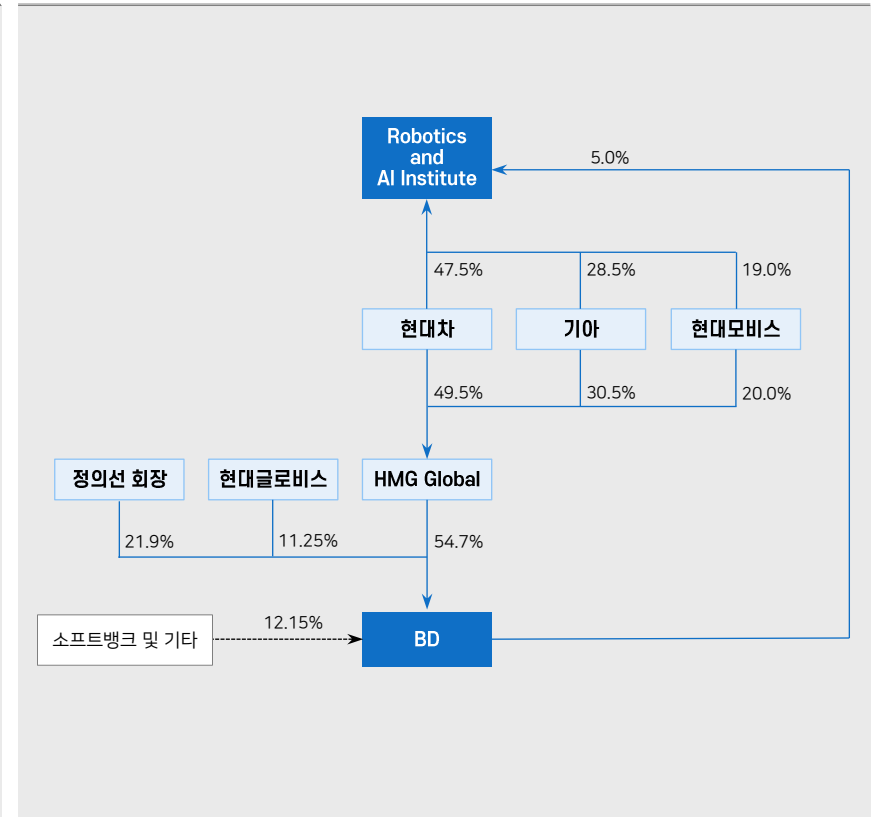 Robotics
and
AI Institute
5.0%
47.5%
28.5%
19.0%
현대차
기아
현대모비스
49.5%
30.5%
20.0%
정의선 회장
현대글로비스
HMG Global
21.9%
11.25%
54.7%
소프트뱅크 및 기타
12.15%
BD